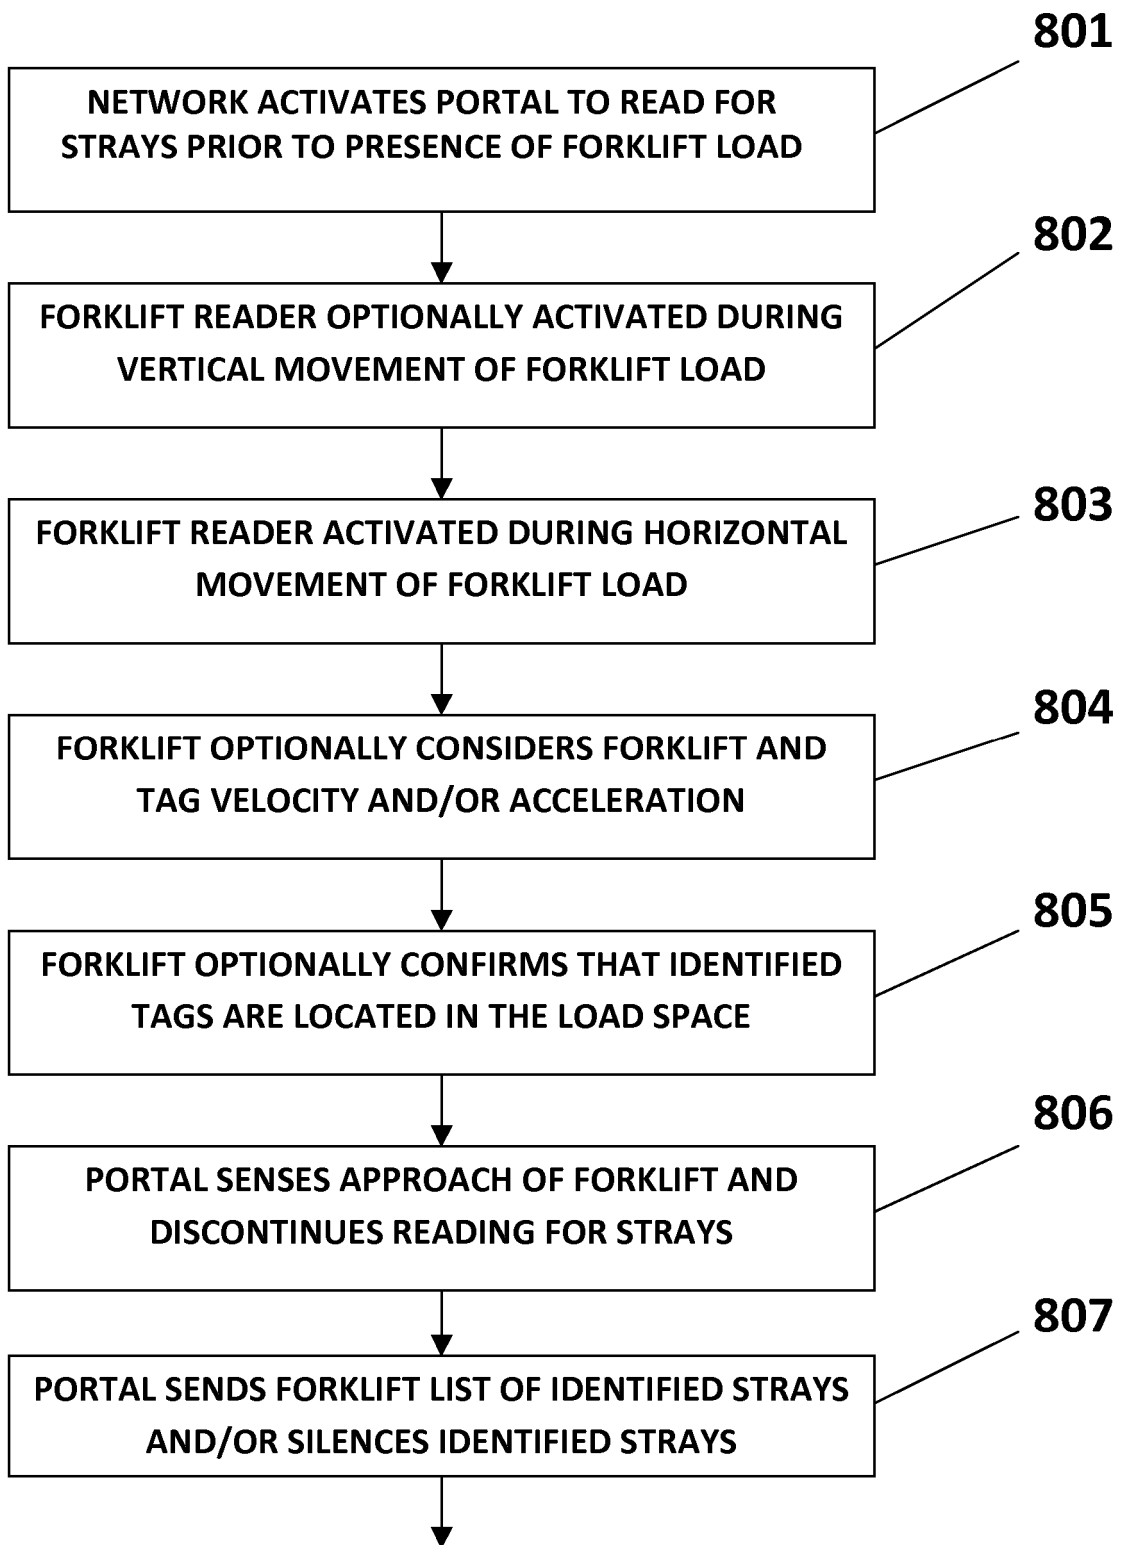 801
NETWORK ACTIVATES PORTAL TO READ FOR
STRAYS PRIOR TO PRESENCE OF FORKLIFT LOAD
802
FORKLIFT READER OPTIONALLY ACTIVATED DURING
VERTICAL MOVEMENT OF FORKLIFT LOAD
803
FORKLIFT READER ACTIVATED DURING HORIZONTAL
MOVEMENT OF FORKLIFT LOAD
804
FORKLIFT OPTIONALLY CONSIDERS FORKLIFT AND
TAG VELOCITY AND/OR ACCELERATION
805
FORKLIFT OPTIONALLY CONFIRMS THAT IDENTIFIED
TAGS ARE LOCATED IN THE LOAD SPACE
806
PORTAL SENSES APPROACH OF FORKLIFT AND
DISCONTINUES READING FOR STRAYS
807
PORTAL SENDS FORKLIFT LIST OF IDENTIFIED STRAYS
AND/OR SILENCES IDENTIFIED STRAYS